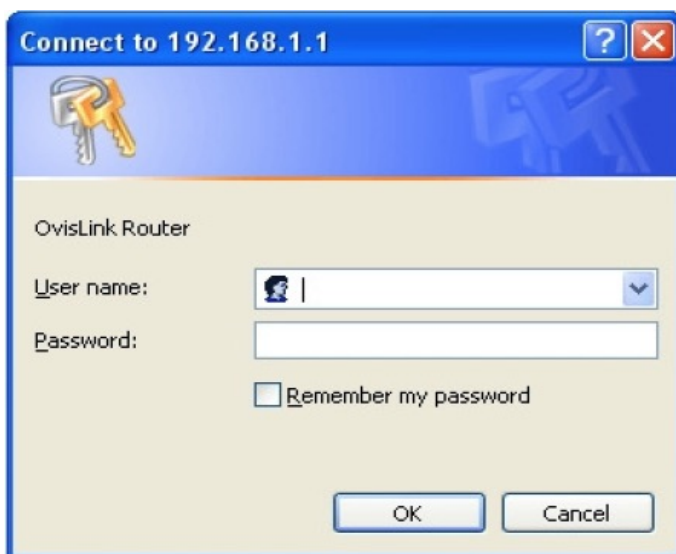 Connect to 192.168.1.1
OvisLink Router
User name:
Password:
Remember my password
OK Cancel